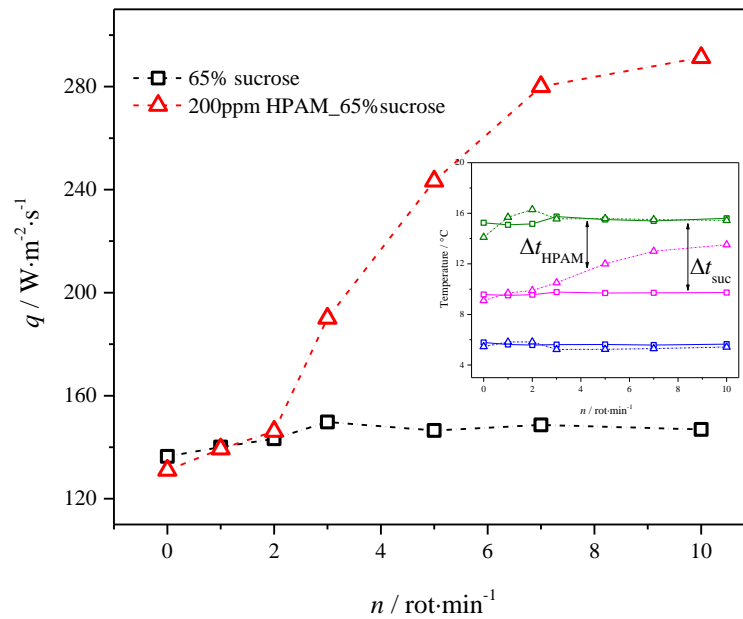 280
240
200
160
120
q / W·m⁻²·s⁻¹
65% sucrose
200ppm HPAM_65%sucrose
0
2
4
6
8
10
n / rot·min⁻¹
20
16
12
8
4
Temperature / °C
Δt_HPAM
Δt_suc
0
2
4
6
8
10
n / rot·min⁻¹